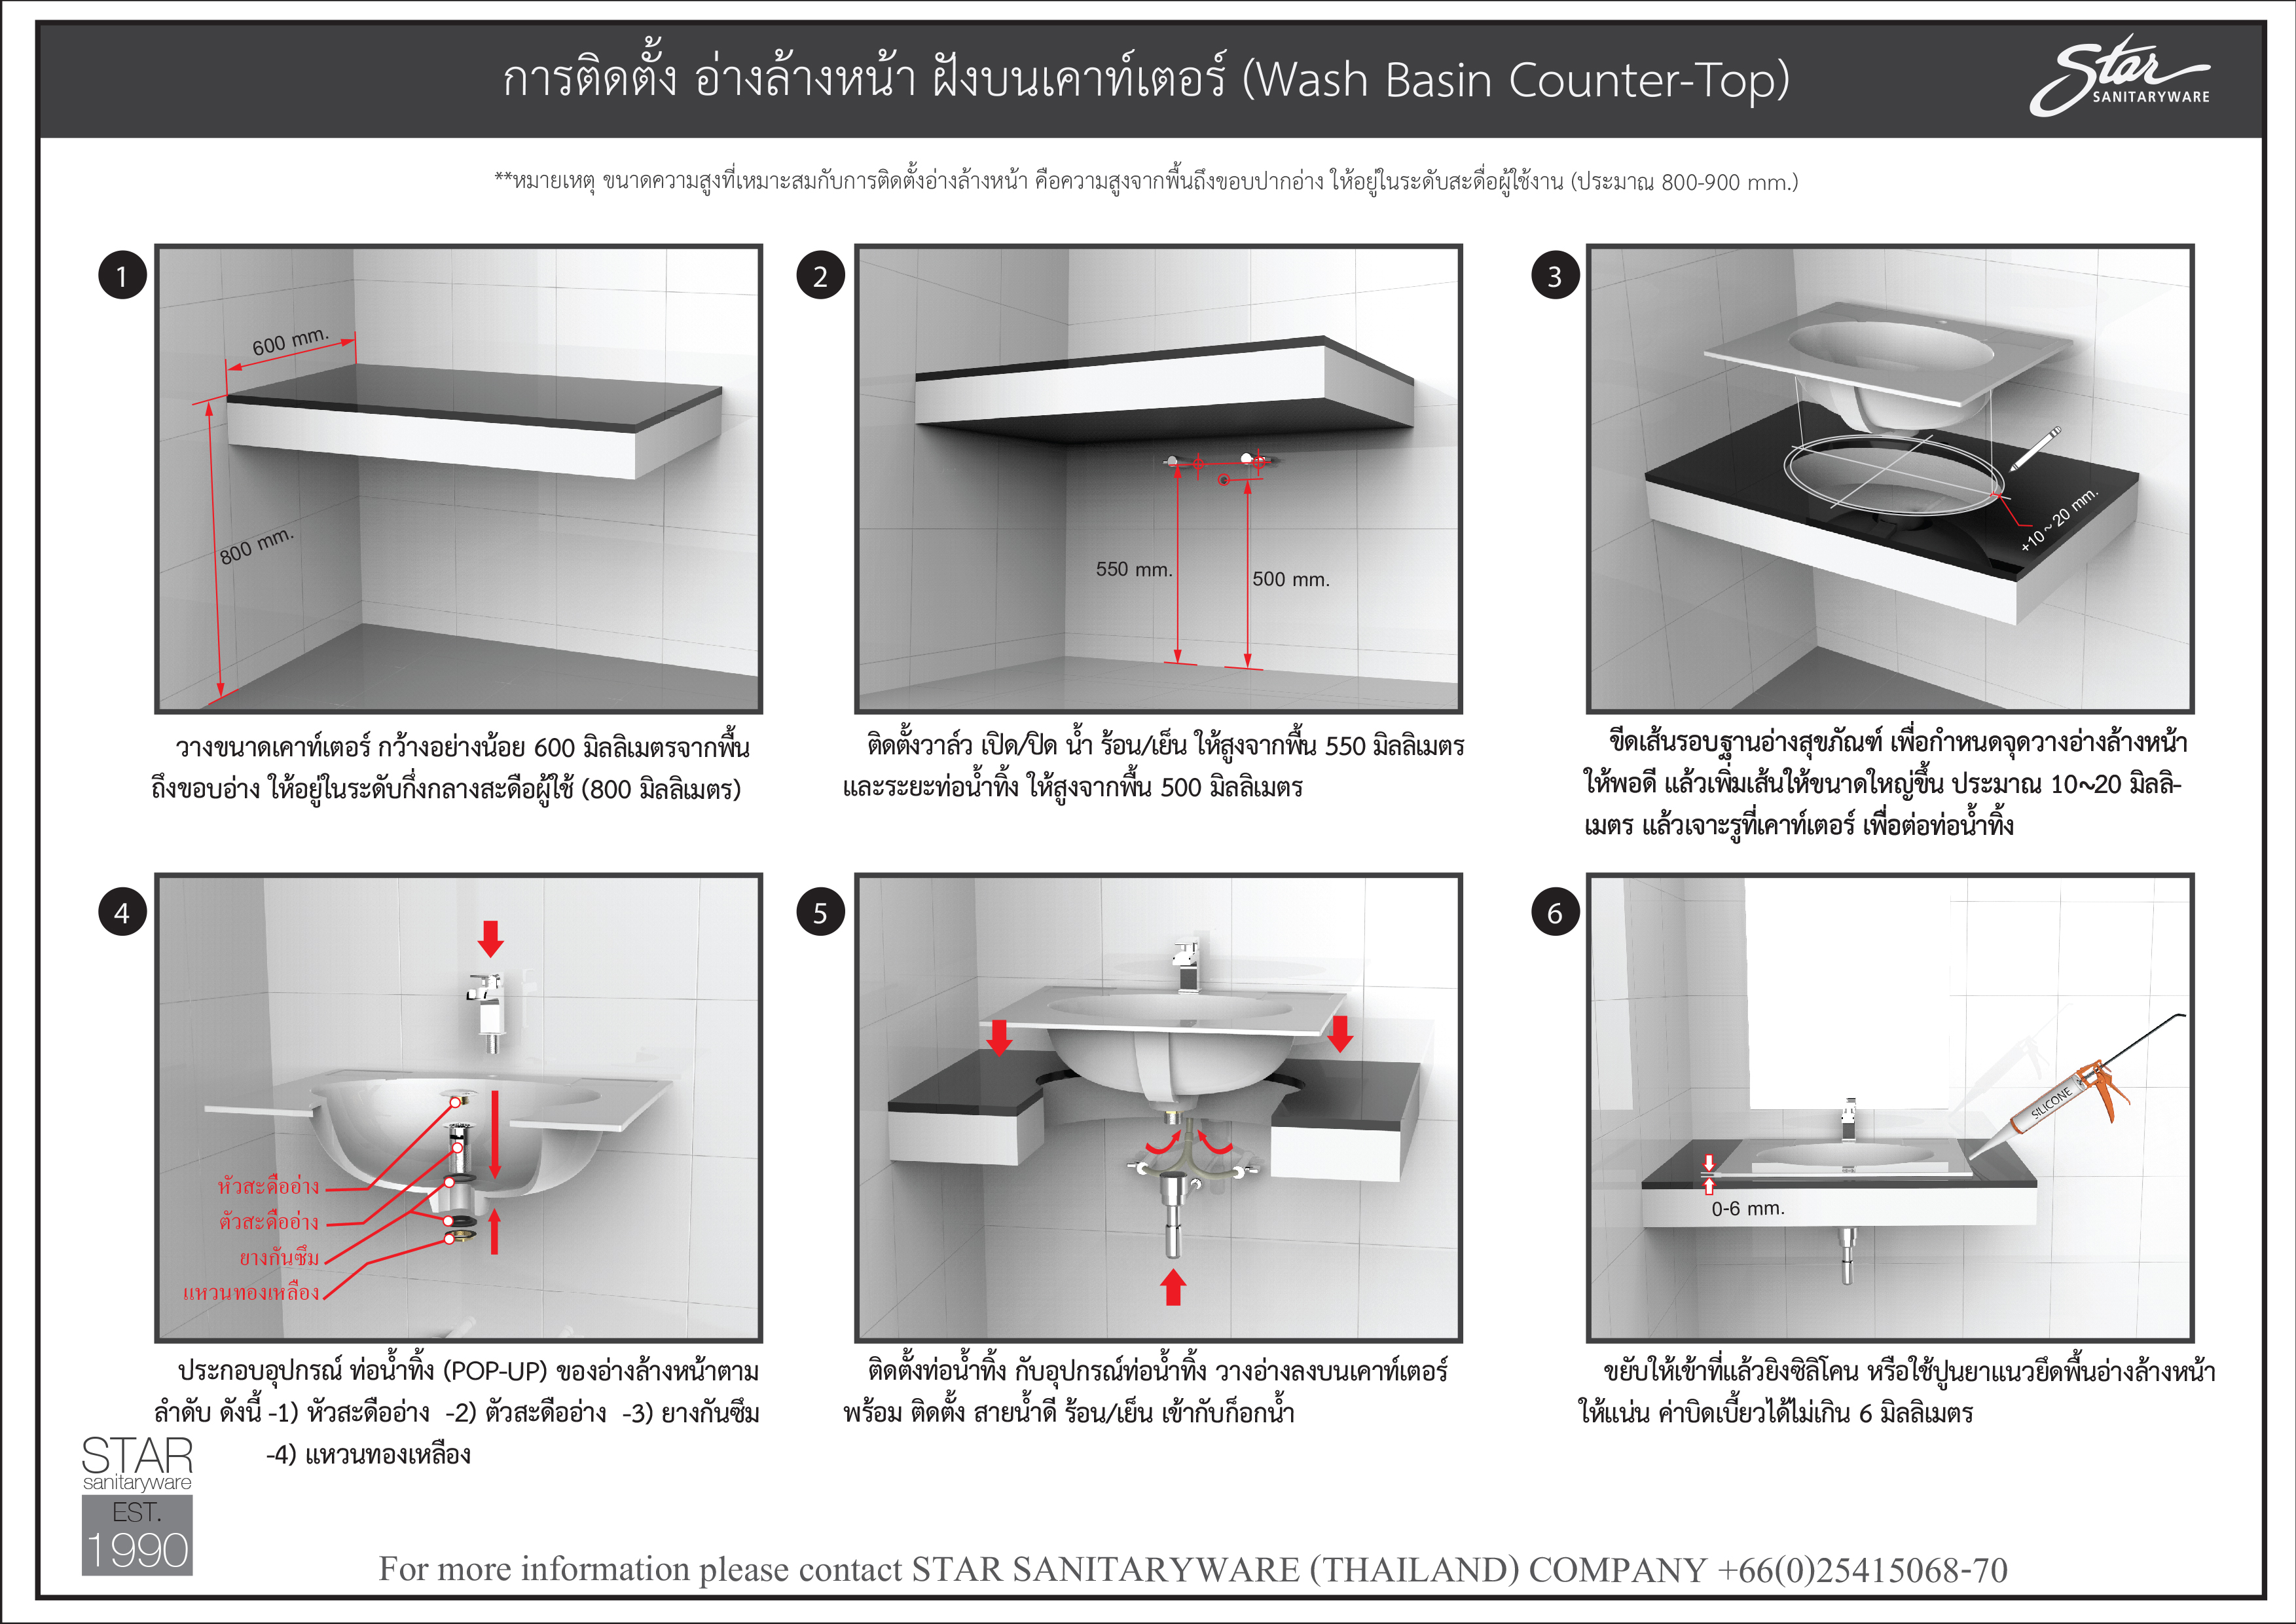 การติดตั้ง อ่างล้างหน้า ฝังบนเคาท์เตอร์ (Wash Basin Counter-Top)
Star
SANITARYWARE
**หมายเหตุ ขนาดความสูงที่เหมาะสมกับการติดตั้งอ่างล้างหน้า คือความสูงจากพื้นถึงขอบปากอ่าง ให้อยู่ในระดับสะดื่อผู้ใช้งาน (ประมาณ 800-900 mm.)
1
600 mm.
800 mm.
วางขนาดเคาท์เตอร์ กว้างอย่างน้อย 600 มิลลิเมตรจากพื้น
ถึงขอบอ่าง ให้อยู่ในระดับกึ่งกลางสะดือผู้ใช้ (800 มิลลิเมตร)
2
550 mm.
500 mm.
ติดตั้งวาล์ว เปิด/ปิด น้ำ ร้อน/เย็น ให้สูงจากพื้น 550 มิลลิเมตร
และระยะท่อน้ำทิ้ง ให้สูงจากพื้น 500 มิลลิเมตร
3
+10 ~ 20 mm.
ขีดเส้นรอบฐานอ่างสุขภัณฑ์ เพื่อกำหนดจุดวางอ่างล้างหน้า
ให้พอดี แล้วเพิ่มเส้นให้ขนาดใหญ่ขึ้น ประมาณ 10~20 มิลลิ-
เมตร แล้วเจาะรูที่เคาท์เตอร์ เพื่อต่อท่อน้ำทิ้ง
4
หัวสะดืออ่าง
ตัวสะดืออ่าง
ยางกันซึม
แหวนทองเหลือง
ประกอบอุปกรณ์ ท่อน้ำทิ้ง (POP-UP) ของอ่างล้างหน้าตาม
ลำดับ ดังนี้ -1) หัวสะดืออ่าง -2) ตัวสะดืออ่าง -3) ยางกันซึม
-4) แหวนทองเหลือง
5
ติดตั้งท่อน้ำทิ้ง กับอุปกรณ์ท่อน้ำทิ้ง วางอ่างลงบนเคาท์เตอร์
พร้อม ติดตั้ง สายน้ำดี ร้อน/เย็น เข้ากับก็อกน้ำ
6
SILICONE
0-6 mm.
ขยับให้เข้าที่แล้วยิงซิลิโคน หรือใช้ปูนยาแนวยึดพื้นอ่างล้างหน้า
ให้แน่น ค่าบิดเบี้ยวได้ไม่เกิน 6 มิลลิเมตร
STAR
sanitaryware
EST.
1990
For more information please contact STAR SANITARYWARE (THAILAND) COMPANY +66(0)25415068-70